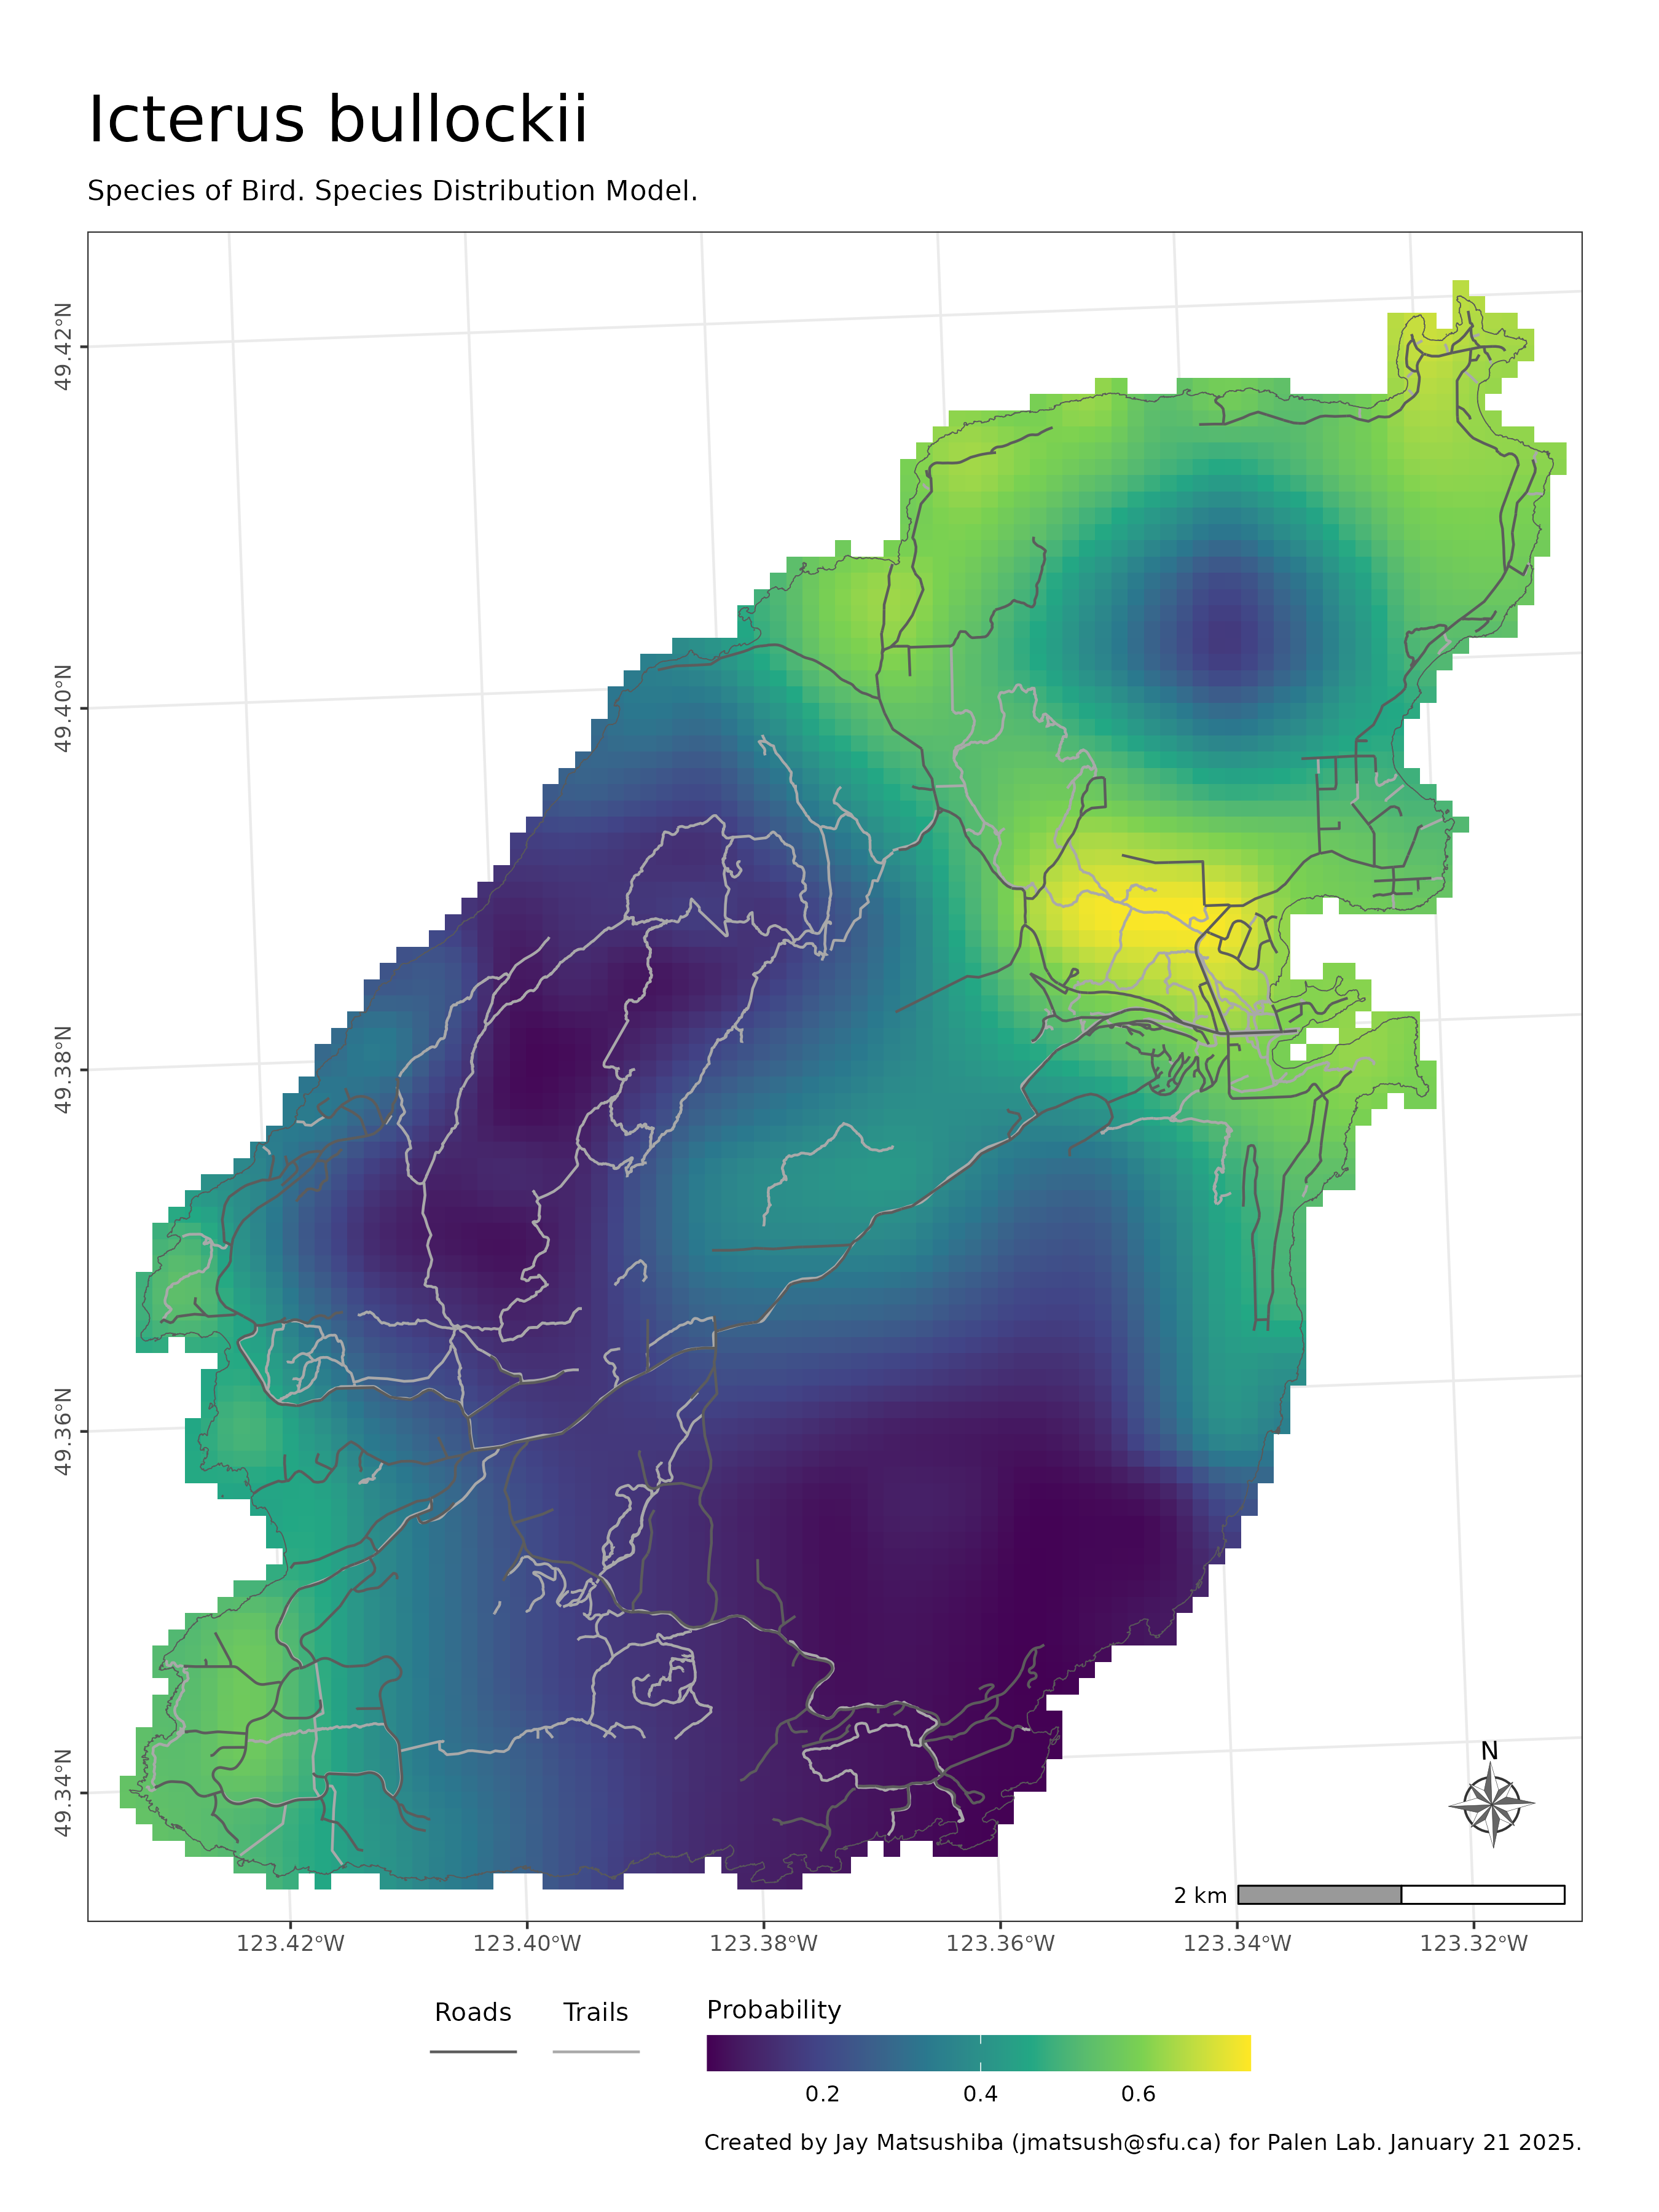 Icterus bullockii
Species of Bird. Species Distribution Model.
49.42°N
49.40°N
49.38°N
49.36°N
49.34°N
N
2 km
123.42°W 123.40°W 123.38°W 123.36°W 123.34°W 123.32°W
Roads Trails Probability
0.2 0.4 0.6
Created by Jay Matsushiba (jmatsush@sfu.ca) for Palen Lab. January 21 2025.